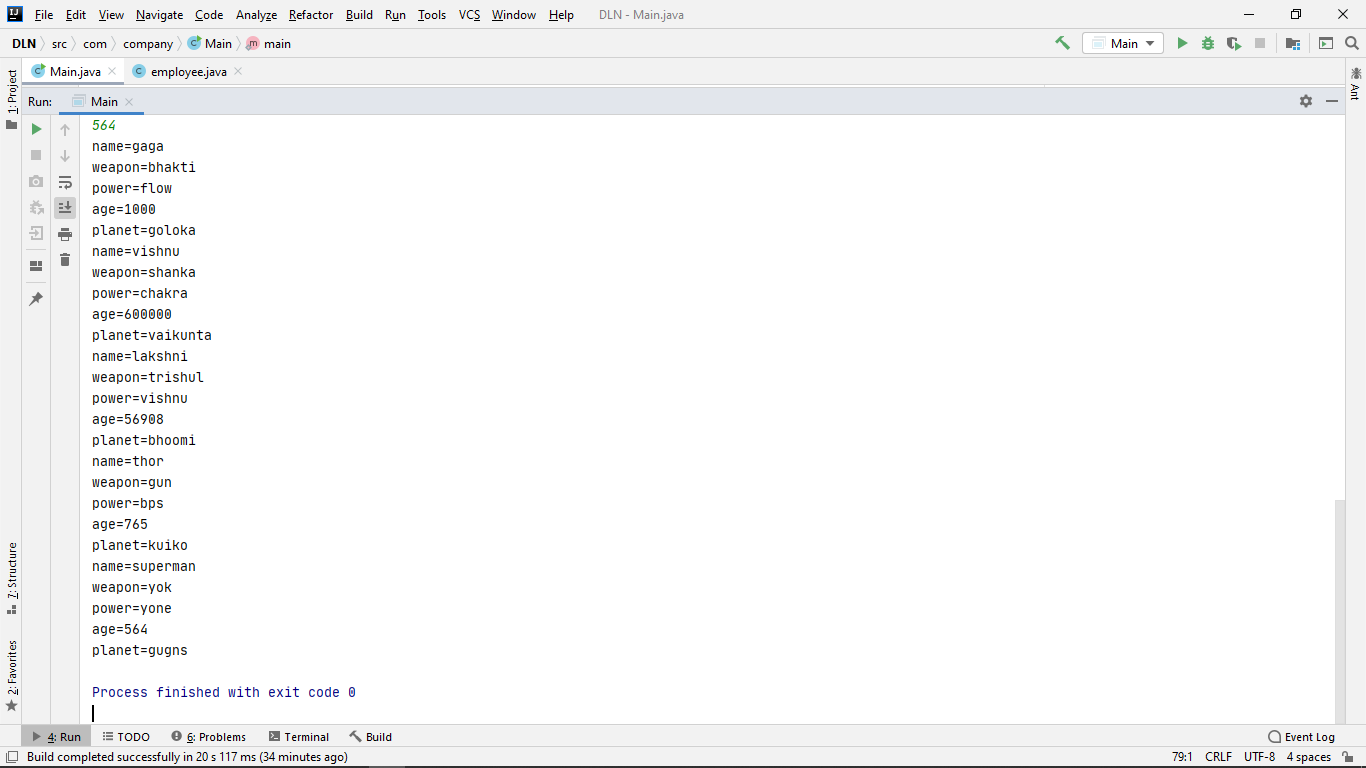 File Edit View Navigate Code Analyze Refactor Build Run Tools VCS Window Help DLN - Main.java
DLN src com company Main main Main
Main.java employee.java
Run: Main
564
name=gaga
weapon=bhakti
power=flow
age=1000
planet=goloka
name=vishnu
weapon=shanka
power=chakra
age=600000
planet=vaikunta
name=lakshni
weapon=trishul
power=vishnu
age=56908
planet=bhoomi
name=thor
weapon=gun
power=bps
age=765
planet=kuiko
name=superman
weapon=yok
power=yone
age=564
planet=gugns
Process finished with exit code 0
1: Project
7: Structure
2: Favorites
Ant
4: Run TODO 6: Problems Terminal Build Event Log
Build completed successfully in 20 s 117 ms (34 minutes ago) 79:1 CRLF UTF-8 4 spaces